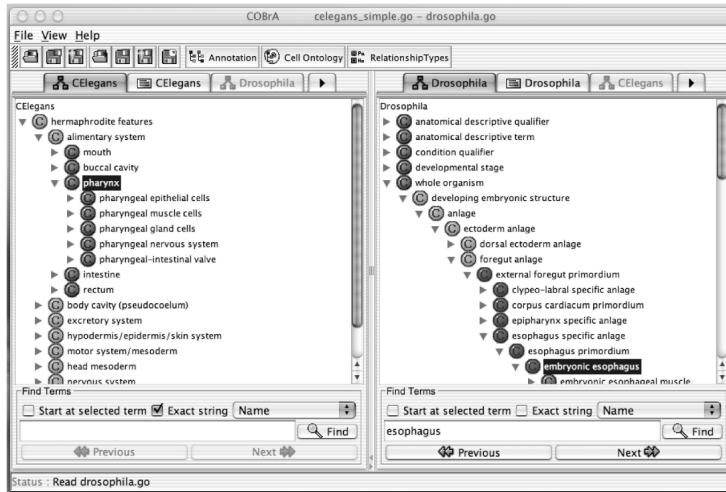 COBrA celegans_simple.go – drosophila.go
File View Help
Annotation Cell Ontology RelationshipTypes
CElegans CElegans Drosophila
CElegans
hermaphrodite features
alimentary system
mouth
buccal cavity
pharynx
pharyngeal epithelial cells
pharyngeal muscle cells
pharyngeal gland cells
pharyngeal nervous system
pharyngeal-intestinal valve
intestine
rectum
body cavity (pseudocoelum)
excretory system
hypodermis/epidermis/skin system
motor system/mesoderm
head mesoderm
nervous system
Find Terms
Start at selected term Exact string Name
Find
Previous Next
Drosophila Drosophila CElegans
Drosophila
anatomical descriptive qualifier
anatomical descriptive term
condition qualifier
developmental stage
whole organism
developing embryonic structure
anlage
ectoderm anlage
dorsal ectoderm anlage
foregut anlage
external foregut primordium
clypeo-labral specific anlage
corpus cardiacum primordium
epipharynx specific anlage
esophagus specific anlage
esophagus primordium
embryonic esophagus
embryonic esophageal muscle
Find Terms
Start at selected term Exact string Name
esophagus Find
Previous Next
Status : Read drosophila.go